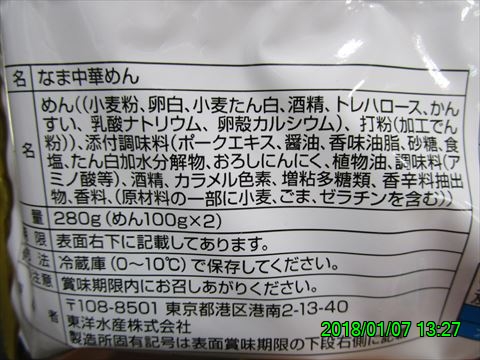 名 なま中華めん
めん((小麦粉、卵白、小麦たん白、酒精、トレハロース、かん
すい、乳酸ナトリウム、卵殻カルシウム)、打粉(加工でん
粉))、たん付調味料(ポークエキス、醤油、香味油脂、砂糖、食
名 塩、たん白加水分解物、おろしにんにく、植物油、調味料(ア
ミノ酸等)、酒精、カラメル色素、増粘多糖類、香辛料抽出
物、香料、(原材料の一部に小麦、ごま、ゼラチンを含む))
量 280g(めん100g×2)
限 表面右下に記載してあります。
法 冷蔵庫(0〜10℃)で保存してください。
注意 賞味期限内にお召しあがりください。
〒108-8501 東京都港区港南2-13-40
者 東洋水産株式会社
製造所固有記号は表面賞味期限の下段右側に記
2018/01/07 13:27